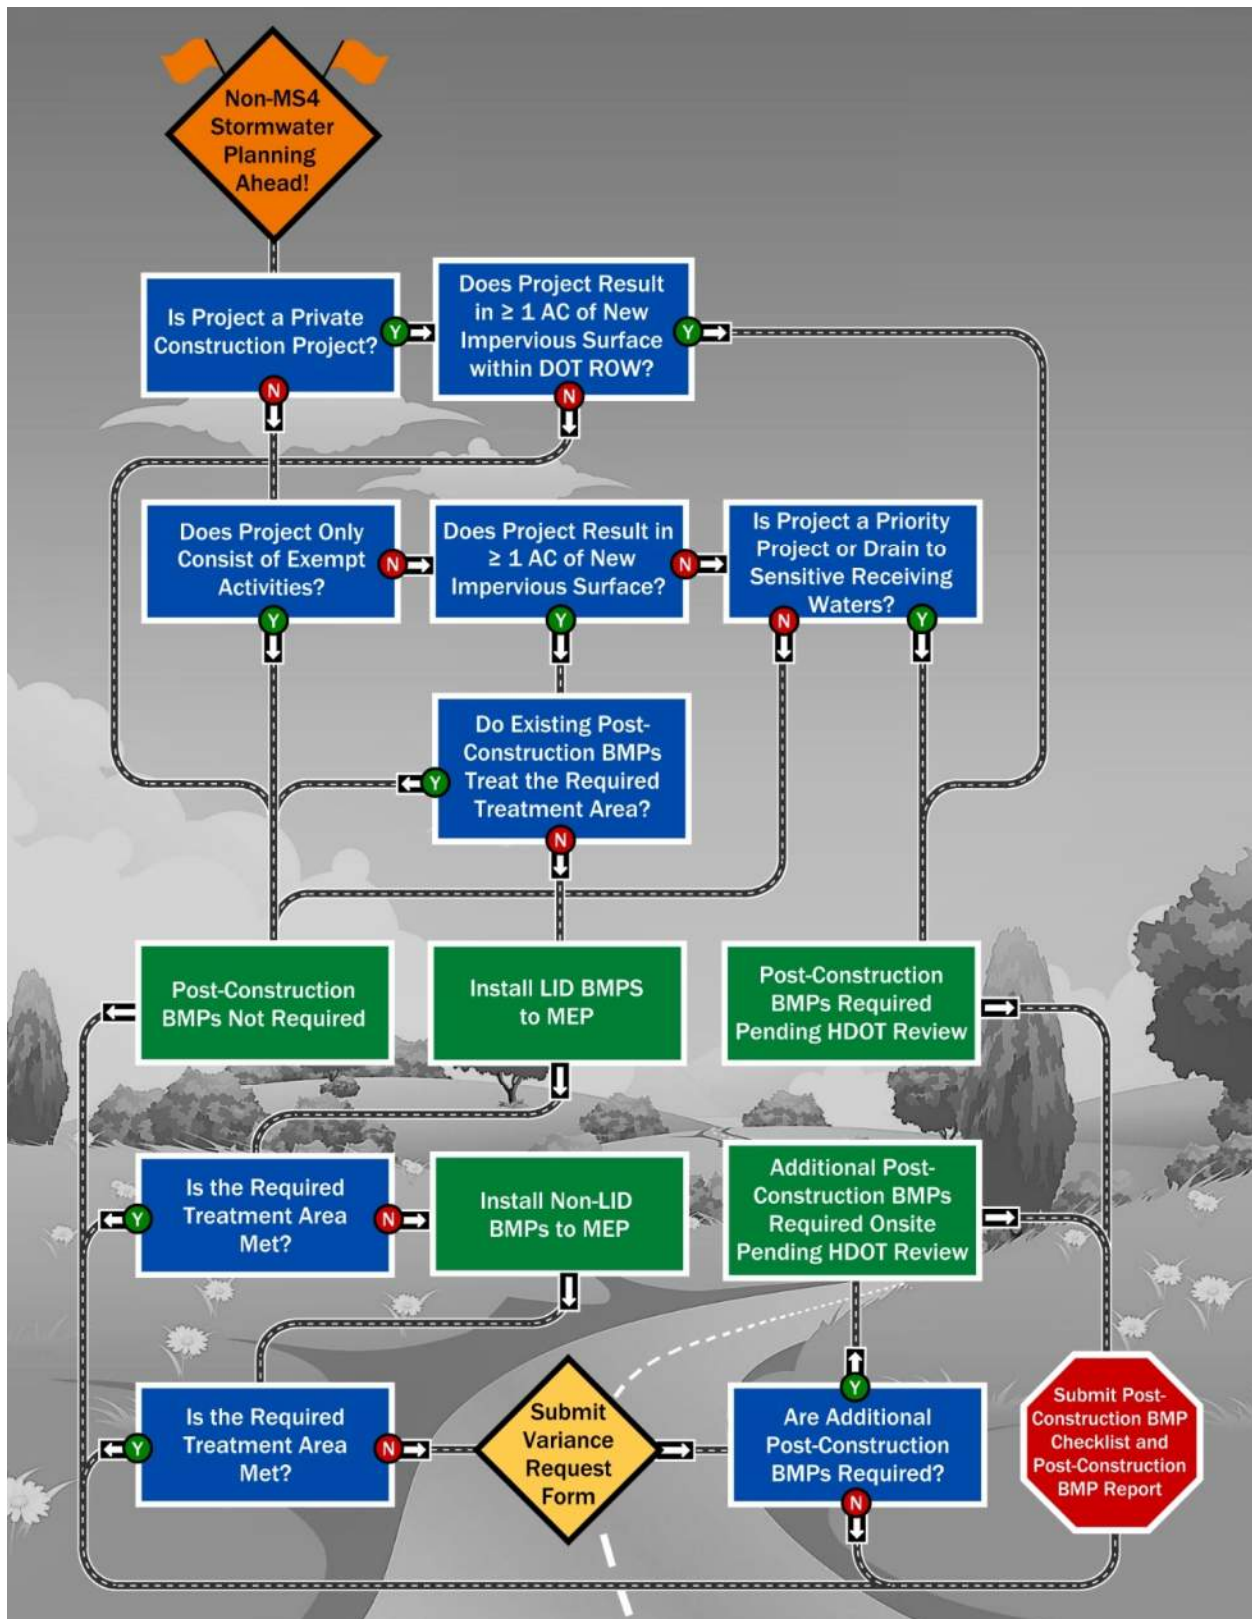 Non-MS4
Stormwater
Planning
Ahead!
Is Project a Private
Construction Project?
Y
N
Does Project Result
in ≥ 1 AC of New
Impervious Surface
within DOT ROW?
Y
N
Does Project Only
Consist of Exempt
Activities?
N
Y
Does Project Result in
≥ 1 AC of New
Impervious Surface?
N
Y
Is Project a Priority
Project or Drain to
Sensitive Receiving
Waters?
N
Y
Do Existing Post-
Construction BMPs
Treat the Required
Treatment Area?
Y
N
Post-Construction
BMPs Not Required
Install LID BMPS
to MEP
Post-Construction
BMPs Required
Pending HDOT Review
Is the Required
Treatment Area
Met?
Y
N
Install Non-LID
BMPs to MEP
Additional Post-
Construction BMPs
Required Onsite
Pending HDOT Review
Is the Required
Treatment Area
Met?
Y
N
Submit
Variance
Request
Form
Y
Are Additional
Post-Construction
BMPs Required?
N
Submit Post-
Construction BMP
Checklist and
Post-Construction
BMP Report